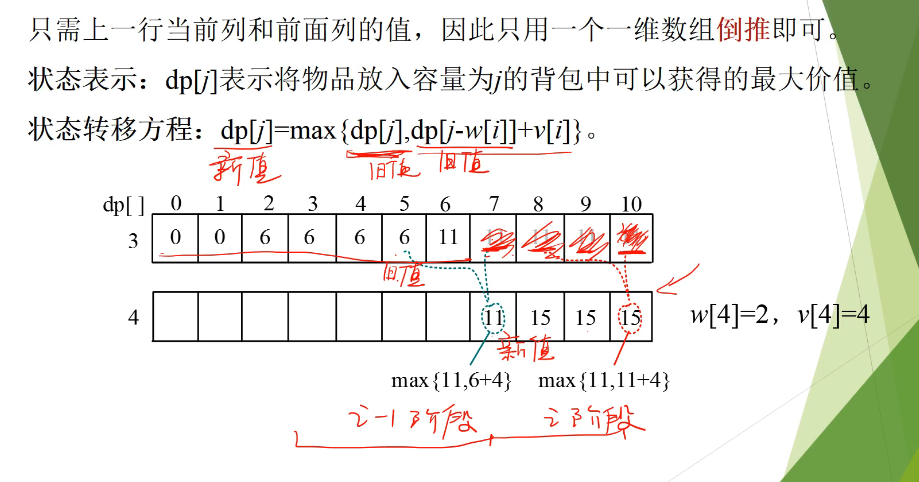 只需上一行当前列和前面列的值，因此只用一个一维数组倒推即可。
状态表示：dp[j]表示将物品放入容量为j的背包中可以获得的最大价值。
状态转移方程：dp[j]=max{dp[j],dp[j-w[i]]+v[i]}。
新值 旧值 旧值
dp[ ] 0 1 2 3 4 5 6 7 8 9 10
3 0 0 6 6 6 6 11
旧值
4 11 15 15 15 w[4]=2，v[4]=4
新值
max{11,6+4} max{11,11+4}
i-1阶段 i阶段